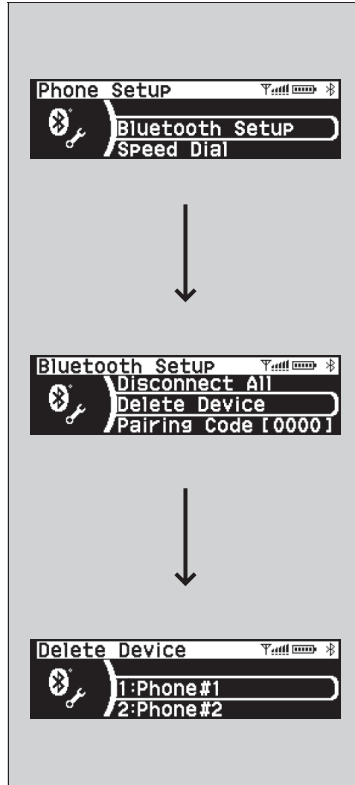 Phone Setup
Bluetooth Setup
Speed Dial
Bluetooth Setup
Disconnect All
Delete Device
Pairing Code [0000]
Delete Device
1:Phone#1
2:Phone#2